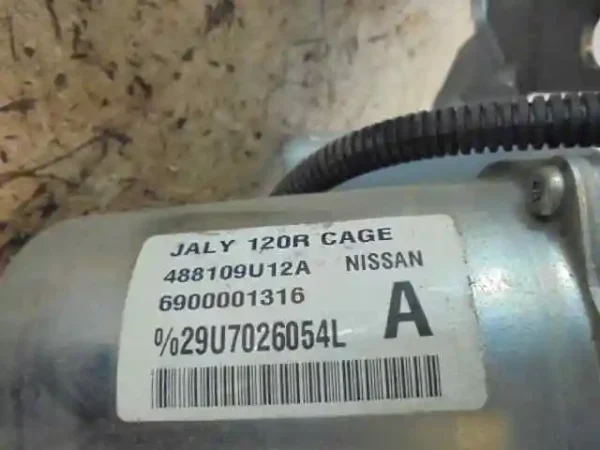 JALY 120R CAGE
488109U12A NISSAN
6900001316
%29U7026054L A